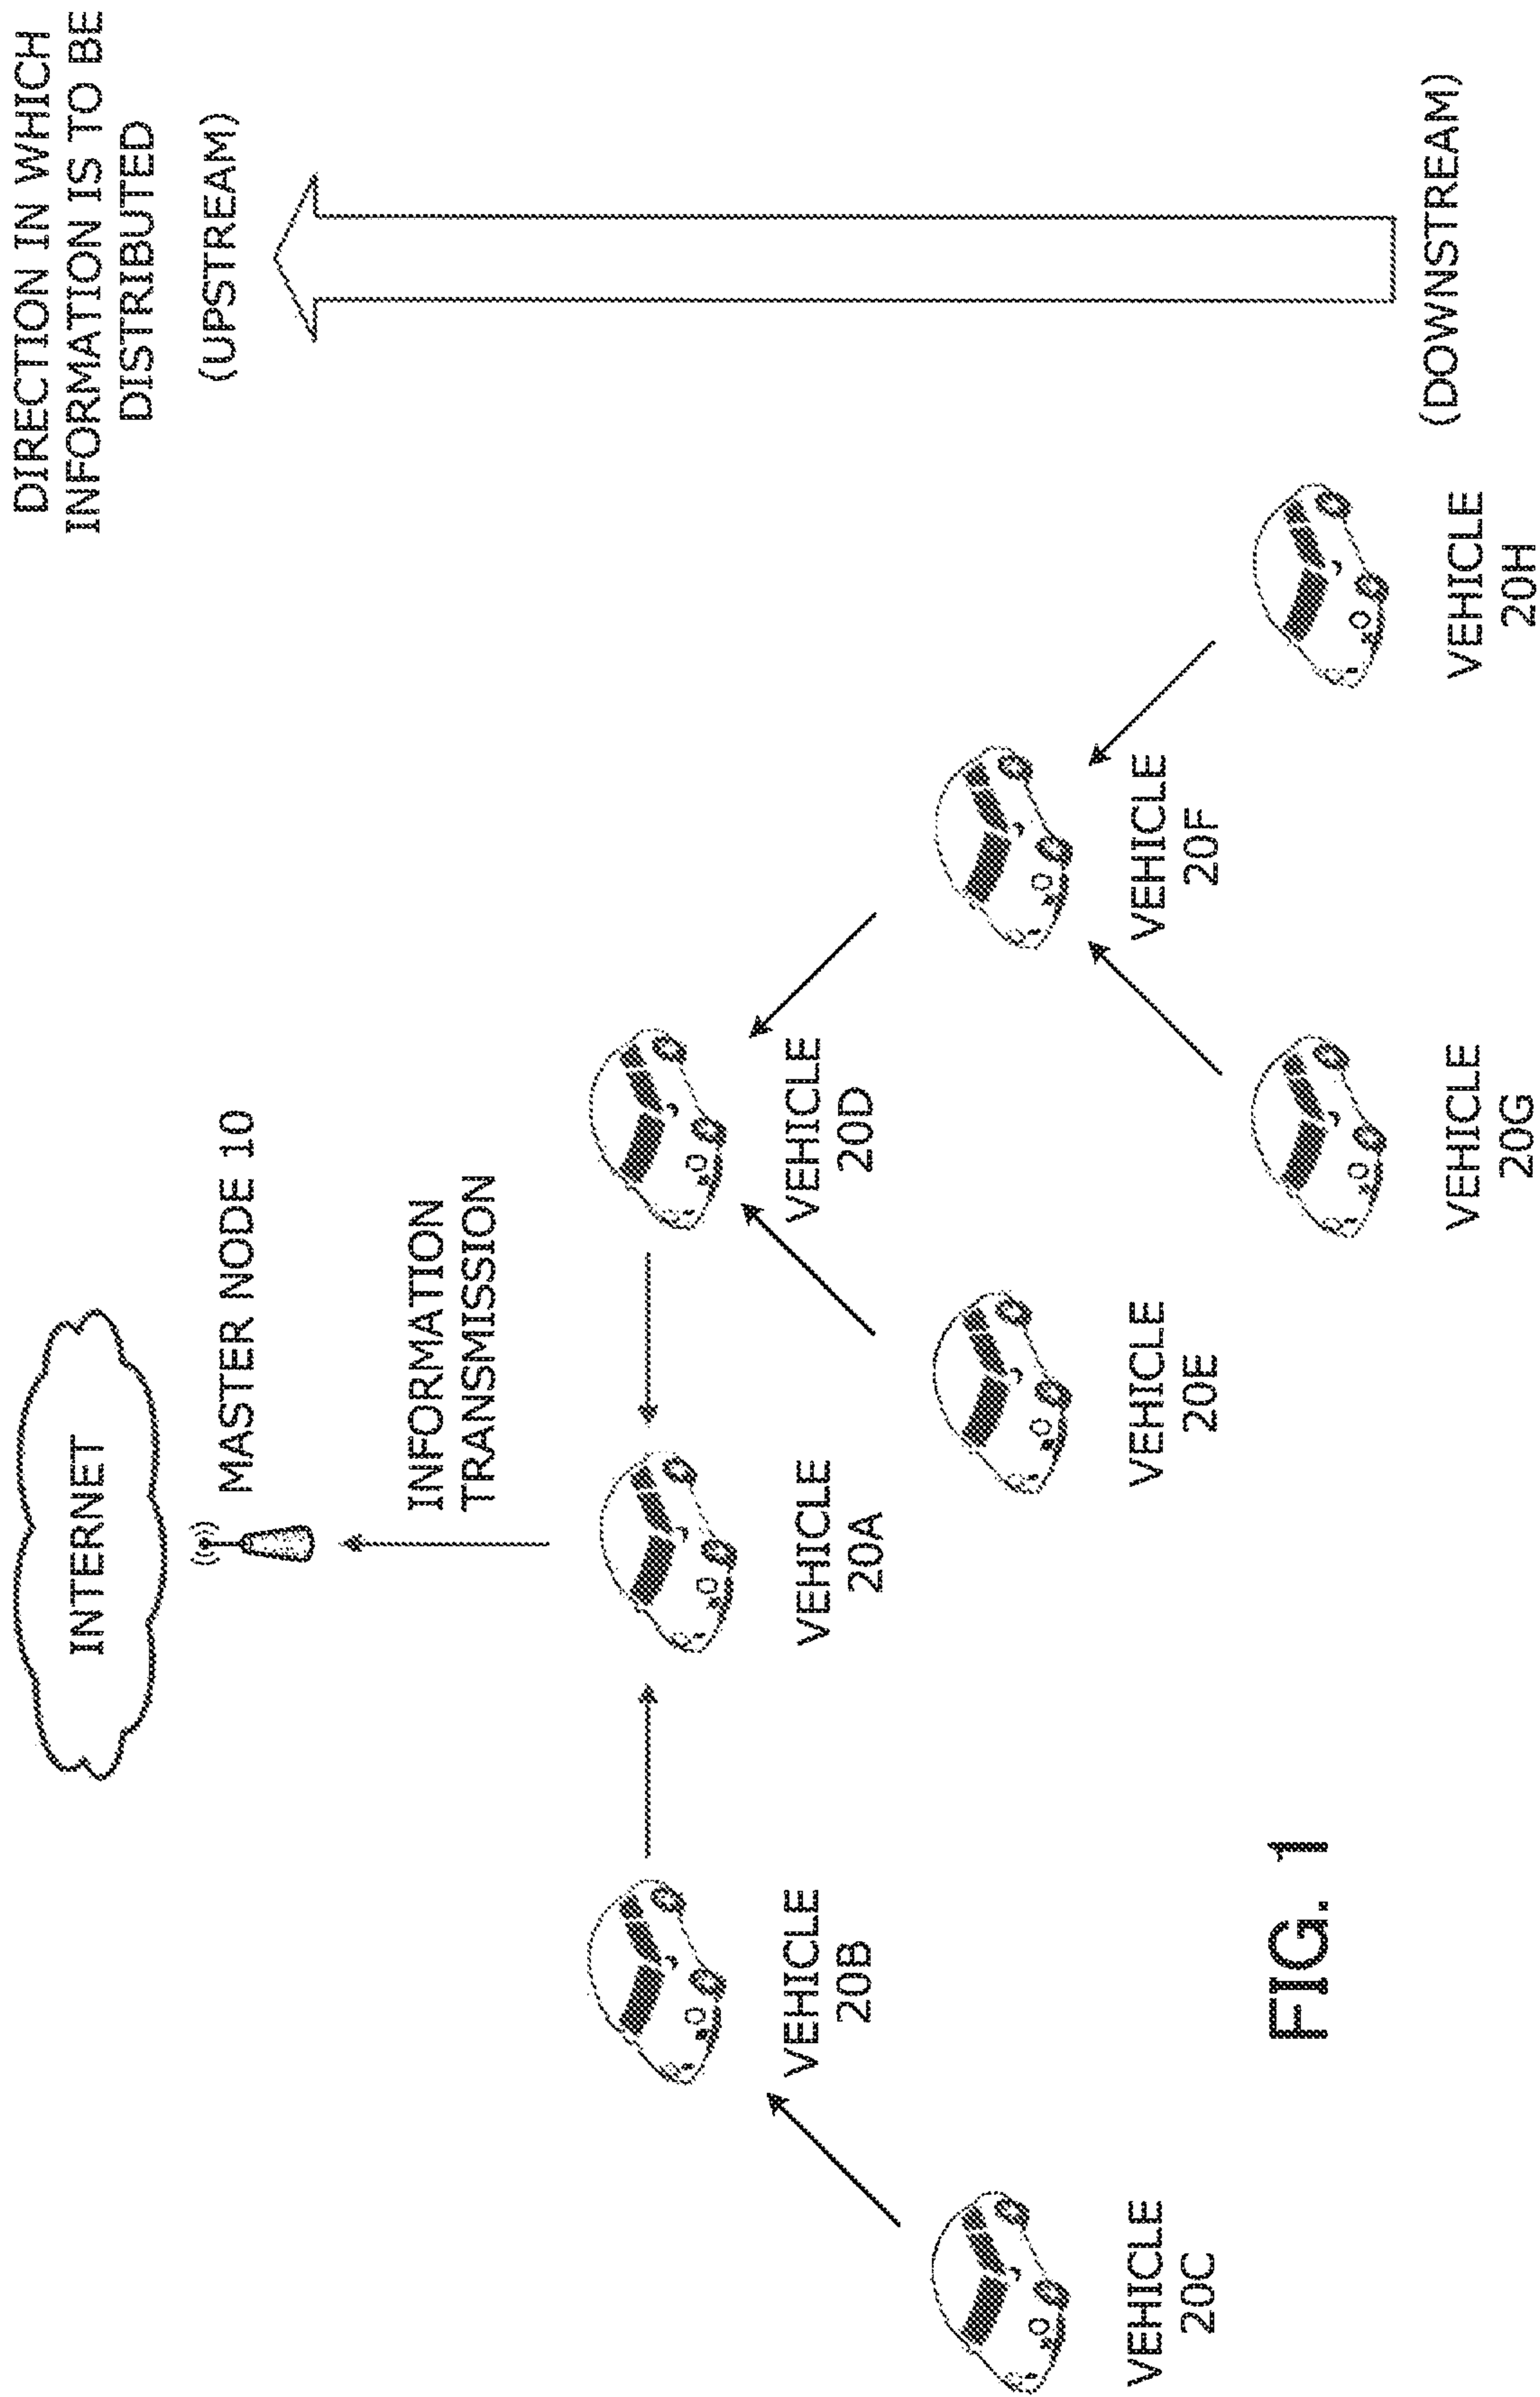 INTERNET
MASTER NODE 10
INFORMATION
TRANSMISSION
DIRECTION IN WHICH
INFORMATION IS TO BE
DISTRIBUTED
(UPSTREAM)
VEHICLE
20B
VEHICLE
20A
VEHICLE
20D
VEHICLE
20C
VEHICLE
20E
VEHICLE
20F
VEHICLE
20G
VEHICLE
20H
(DOWNSTREAM)
FIG. 1